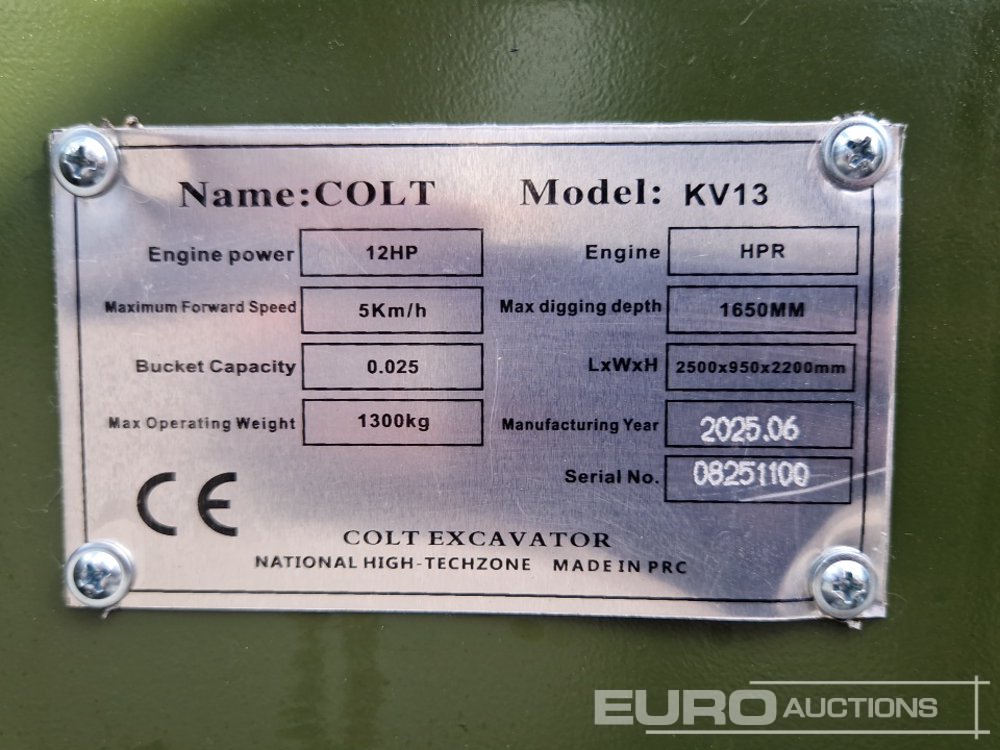 Name:COLT Model: KV13
Engine power 12HP Engine HPR
Maximum Forward Speed 5Km/h Max digging depth 1650MM
Bucket Capacity 0.025 LxWxH 2500x950x2200mm
Max Operating Weight 1300kg Manufacturing Year 2025.06
Serial No. 08251100
CE
COLT EXCAVATOR
NATIONAL HIGH-TECHZONE MADE IN PRC
EURO AUCTIONS